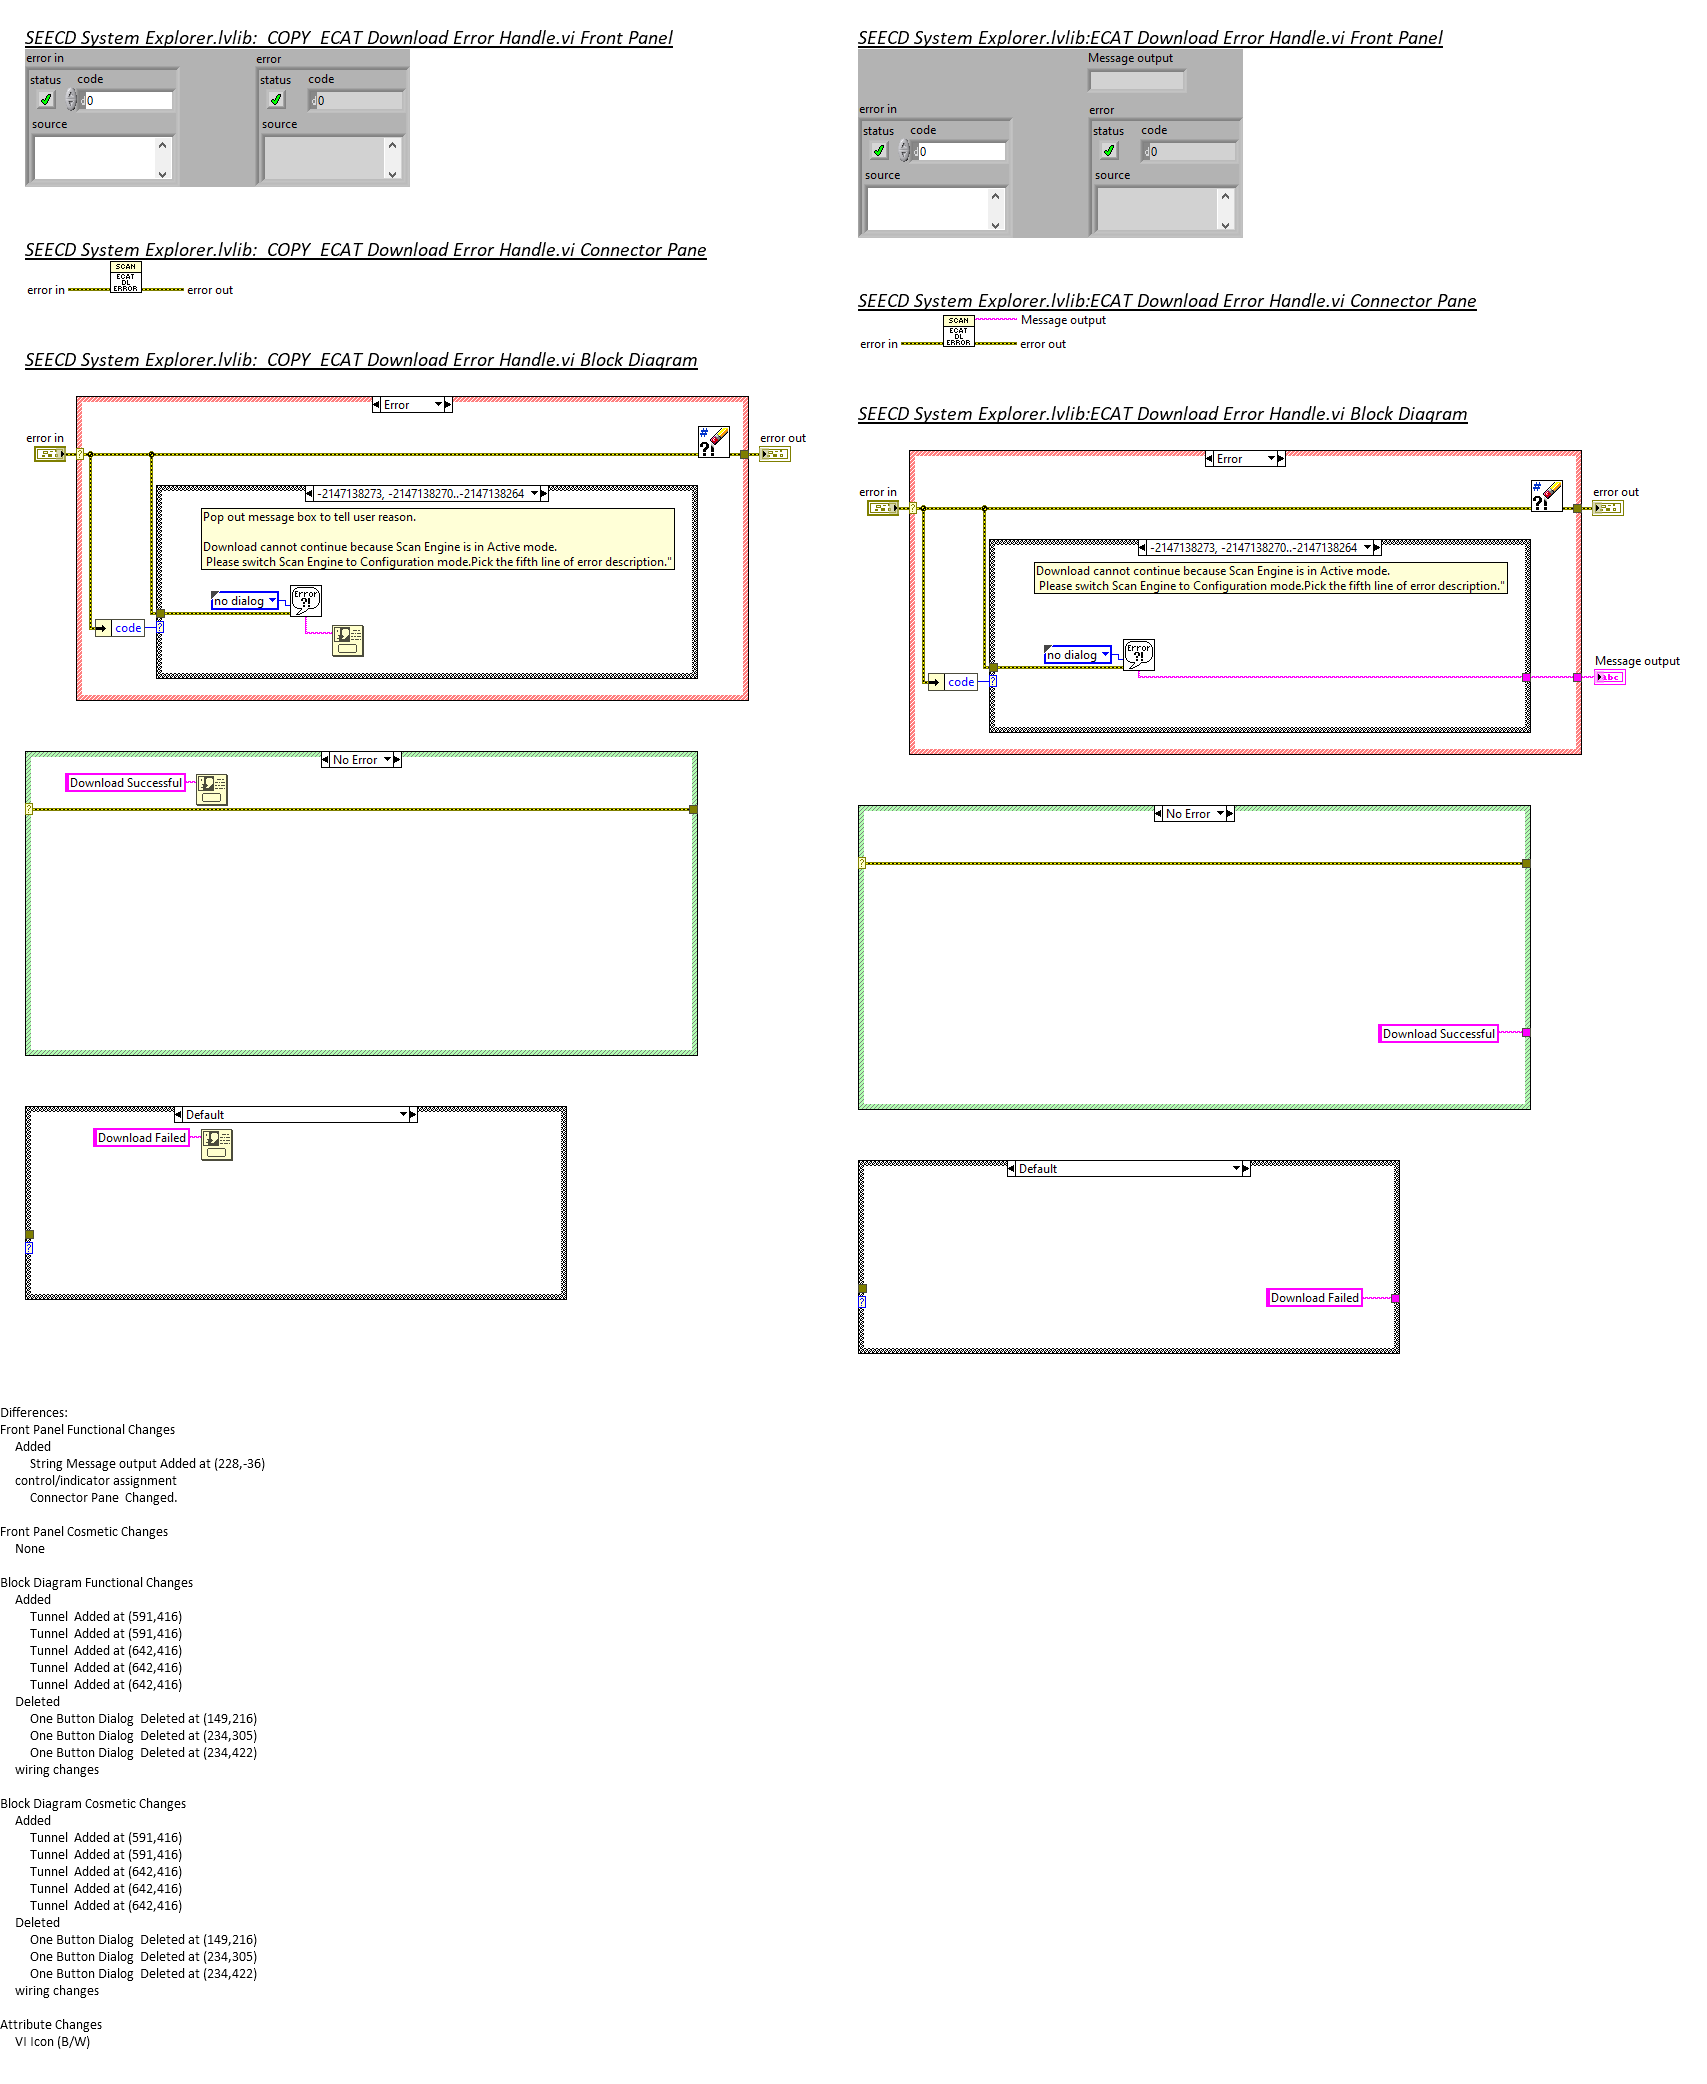 SEECD System Explorer.lvlib:_COPY_ECAT Download Error Handle.vi Front Panel
error in
error
status
code
status
code
0
0
source
source
SEECD System Explorer.lvlib:_COPY_ECAT Download Error Handle.vi Connector Pane
SCAN
ECAT
DL
ERROR
error in
error out
SEECD System Explorer.lvlib:_COPY_ECAT Download Error Handle.vi Block Diagram
Error
error in
#
?!
error out
?
-2147138273, -2147138270..-2147138264
Pop out message box to tell user reason.
Download cannot continue because Scan Engine is in Active mode.
Please switch Scan Engine to Configuration mode.Pick the fifth line of error description."
no dialog
Error
?!
code
?
No Error
Download Successful
?
Default
Download Failed
?
SEECD System Explorer.lvlib:ECAT Download Error Handle.vi Front Panel
Message output
error in
error
status
code
status
code
0
0
source
source
SEECD System Explorer.lvlib:ECAT Download Error Handle.vi Connector Pane
SCAN
ECAT
DL
ERROR
Message output
error in
error out
SEECD System Explorer.lvlib:ECAT Download Error Handle.vi Block Diagram
Error
error in
#
?!
error out
?
-2147138273, -2147138270..-2147138264
Download cannot continue because Scan Engine is in Active mode.
Please switch Scan Engine to Configuration mode.Pick the fifth line of error description."
no dialog
Error
?!
code
?
Message output
abc
No Error
?
Download Successful
Default
?
Download Failed
Differences:
Front Panel Functional Changes
Added
String Message output Added at (228,-36)
control/indicator assignment
Connector Pane  Changed.
Front Panel Cosmetic Changes
None
Block Diagram Functional Changes
Added
Tunnel  Added at (591,416)
Tunnel  Added at (591,416)
Tunnel  Added at (642,416)
Tunnel  Added at (642,416)
Tunnel  Added at (642,416)
Deleted
One Button Dialog  Deleted at (149,216)
One Button Dialog  Deleted at (234,305)
One Button Dialog  Deleted at (234,422)
wiring changes
Block Diagram Cosmetic Changes
Added
Tunnel  Added at (591,416)
Tunnel  Added at (591,416)
Tunnel  Added at (642,416)
Tunnel  Added at (642,416)
Tunnel  Added at (642,416)
Deleted
One Button Dialog  Deleted at (149,216)
One Button Dialog  Deleted at (234,305)
One Button Dialog  Deleted at (234,422)
wiring changes
Attribute Changes
VI Icon (B/W)